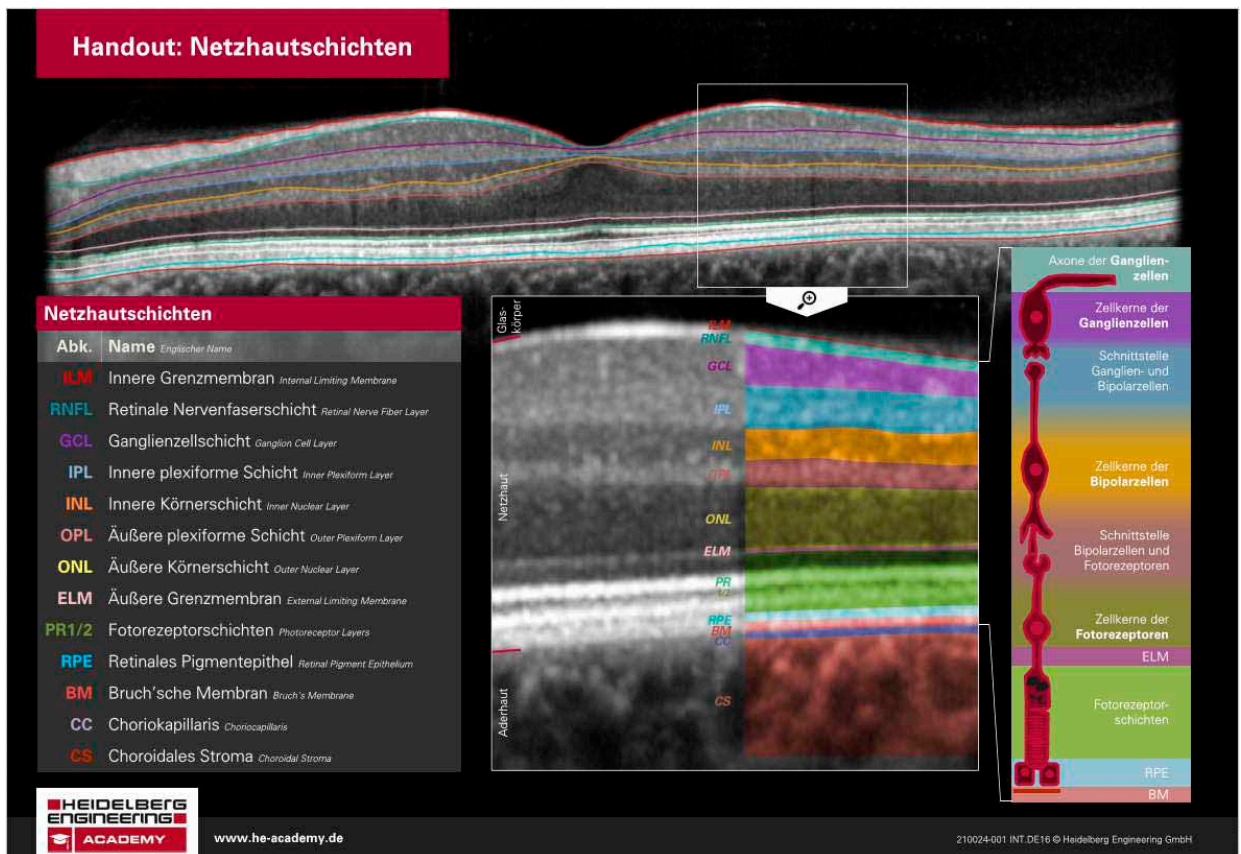 Handout: Netzhautschichten
Netzhautschichten
Abk. Name Englischer Name
ILM Innere Grenzmembran Internal Limiting Membrane
RNFL Retinale Nervenfaserschicht Retinal Nerve Fiber Layer
GCL Ganglienzellschicht Ganglion Cell Layer
IPL Innere plexiforme Schicht Inner Plexiform Layer
INL Innere Körnerschicht Inner Nuclear Layer
OPL Äußere plexiforme Schicht Outer Plexiform Layer
ONL Äußere Körnerschicht Outer Nuclear Layer
ELM Äußere Grenzmembran External Limiting Membrane
PR1/2 Fotorezeptorschichten Photoreceptor Layers
RPE Retinales Pigmentepithel Retinal Pigment Epithelium
BM Bruch'sche Membran Bruch's Membrane
CC Choriokapillaris Choriocapillaris
CS Choroidales Stroma Choroidal Stroma
Glas-
körper
Netzhaut
Aderhaut
ILM
RNFL
GCL
IPL
INL
OPL
ONL
ELM
PR
1/2
RPE
BM
CC
CS
Axone der Ganglien-
zellen
Zellkerne der
Ganglienzellen
Schnittstelle
Ganglien- und
Bipolarzellen
Zellkerne der
Bipolarzellen
Schnittstelle
Bipolarzellen und
Fotorezeptoren
Zellkerne der
Fotorezeptoren
ELM
Fotorezeptor-
schichten
RPE
BM
HEIDELBERG
ENGINEERING
ACADEMY
www.he-academy.de
210024-001 INT.DE16 © Heidelberg Engineering GmbH